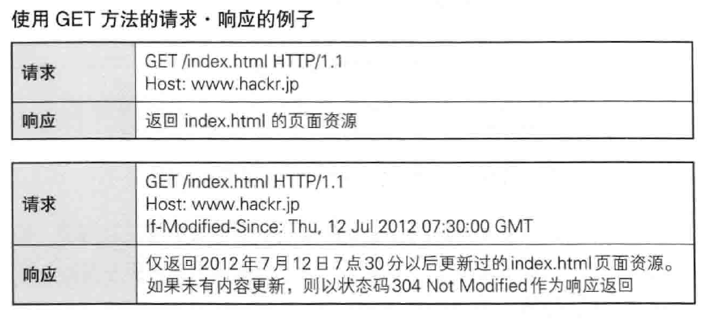 使用 GET 方法的请求·响应的例子
请求
GET /index.html HTTP/1.1
Host: www.hackr.jp
响应
返回 index.html 的页面资源
请求
GET /index.html HTTP/1.1
Host: www.hackr.jp
If-Modified-Since: Thu, 12 Jul 2012 07:30:00 GMT
响应
仅返回2012年7月12日7点30分以后更新过的index.html页面资源。
如果未有内容更新，则以状态码304 Not Modified作为响应返回